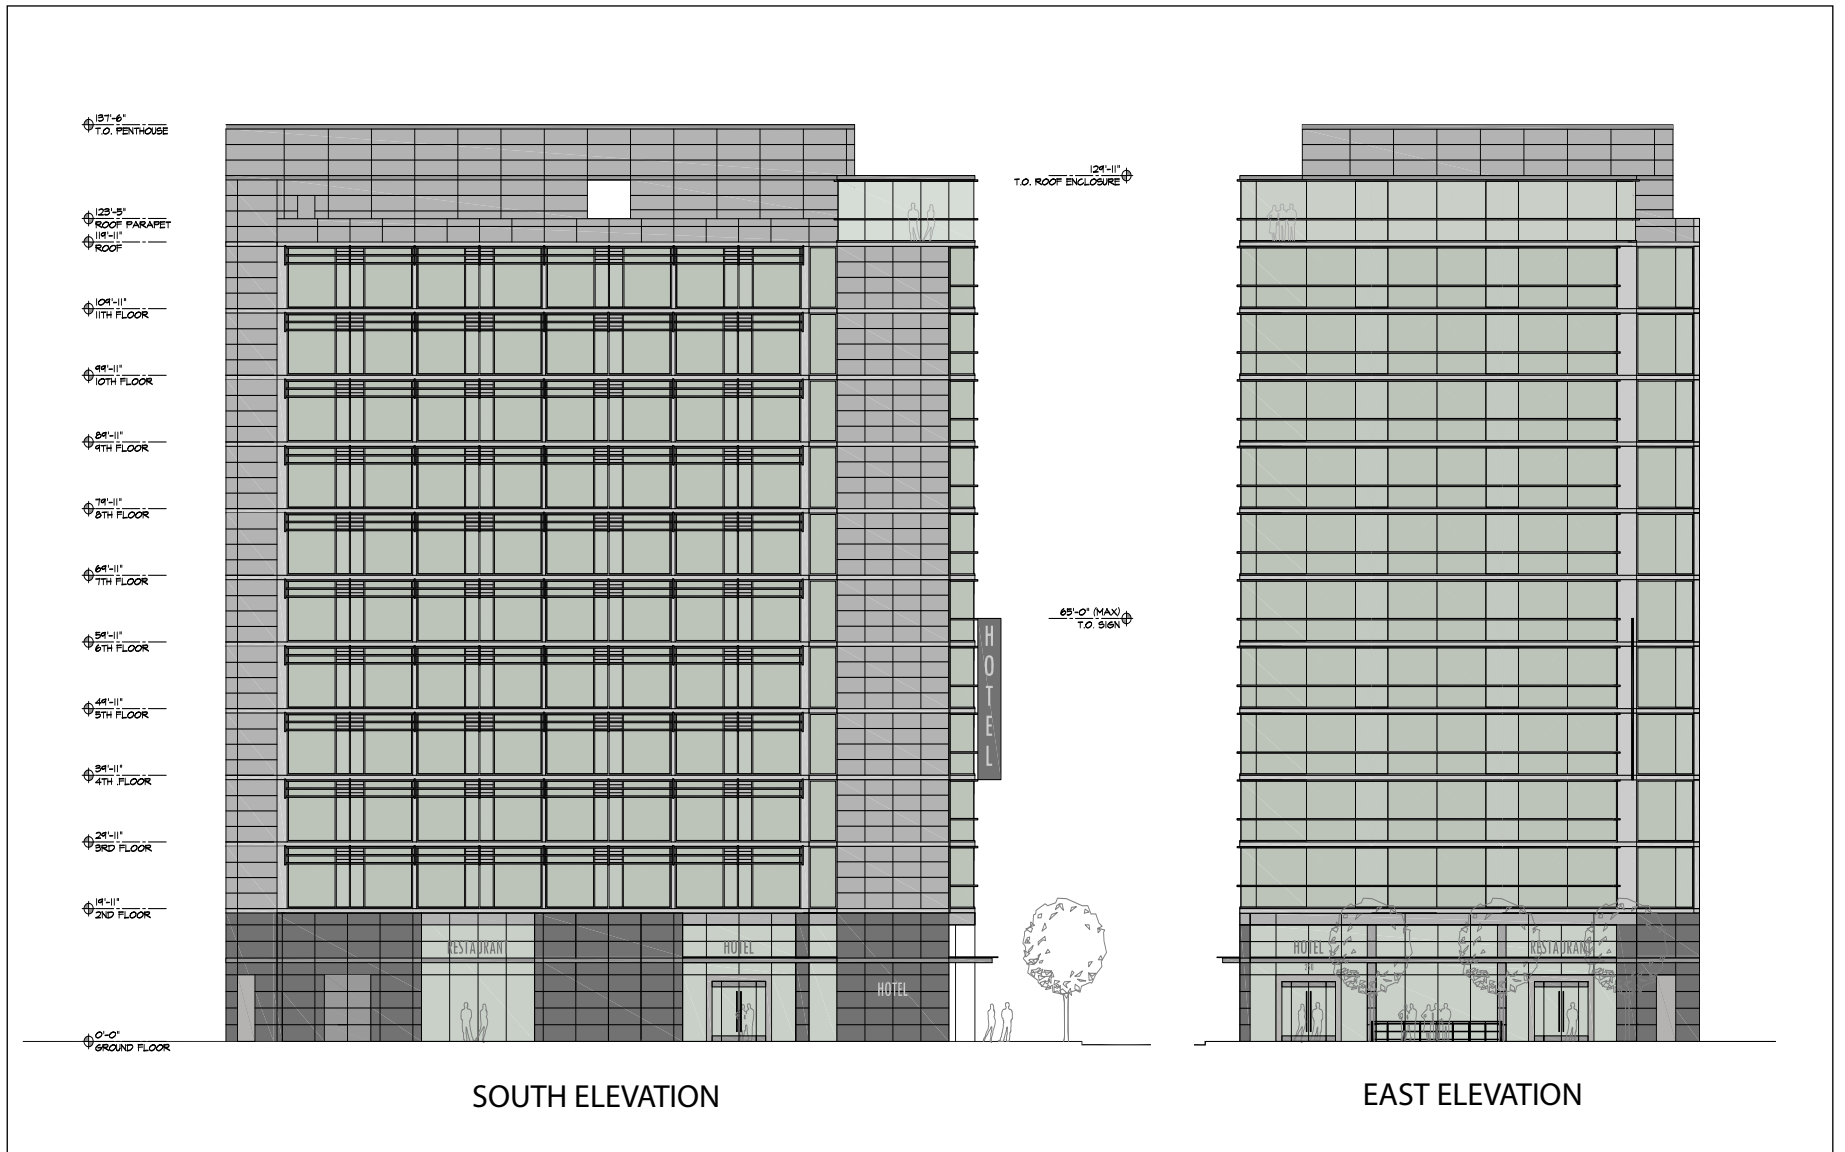 137'-6"
T.O. PENTHOUSE
129'-11"
T.O. ROOF ENCLOSURE
123'-5"
ROOF PARAPET
119'-11"
ROOF
109'-11"
11TH FLOOR
99'-11"
10TH FLOOR
89'-11"
9TH FLOOR
79'-11"
8TH FLOOR
69'-11"
7TH FLOOR
65'-0" (MAX)
T.O. SIGN
59'-11"
6TH FLOOR
HOTEL
49'-11"
5TH FLOOR
39'-11"
4TH FLOOR
29'-11"
3RD FLOOR
19'-11"
2ND FLOOR
RESTAURANT
HOTEL
HOTEL
HOTEL
RESTAURANT
0'-0"
GROUND FLOOR
SOUTH ELEVATION
EAST ELEVATION